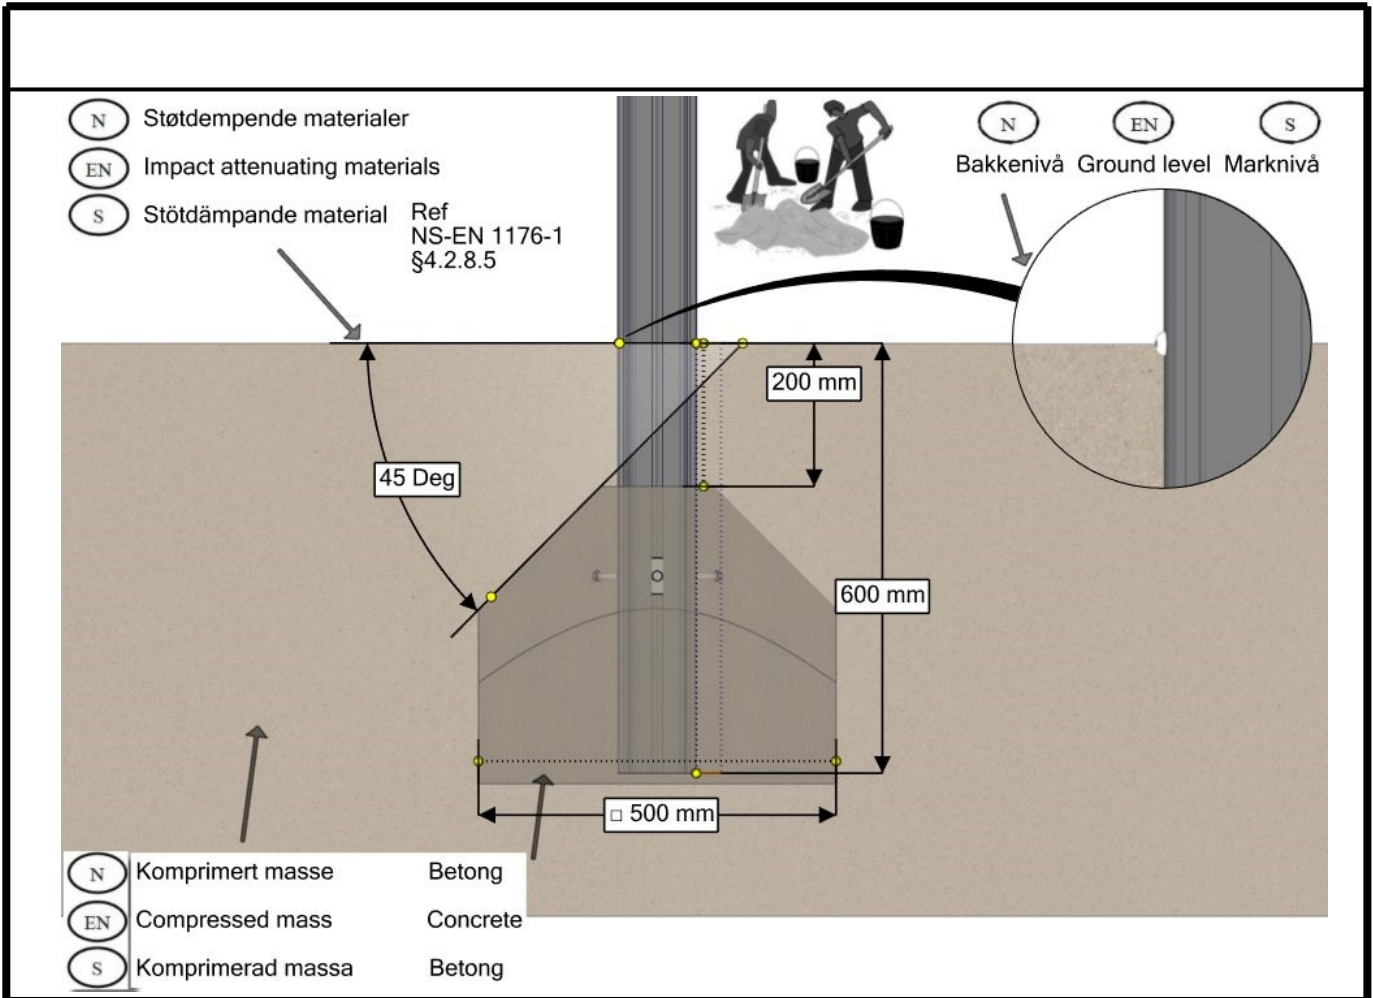 N Støtdempende materialer
EN Impact attenuating materials
S Stötdämpande material
Ref
NS-EN 1176-1
§4.2.8.5
N EN S
Bakkenivå Ground level Marknivå
200 mm
45 Deg
600 mm
□ 500 mm
N Komprimert masse Betong
EN Compressed mass Concrete
S Komprimerad massa Betong